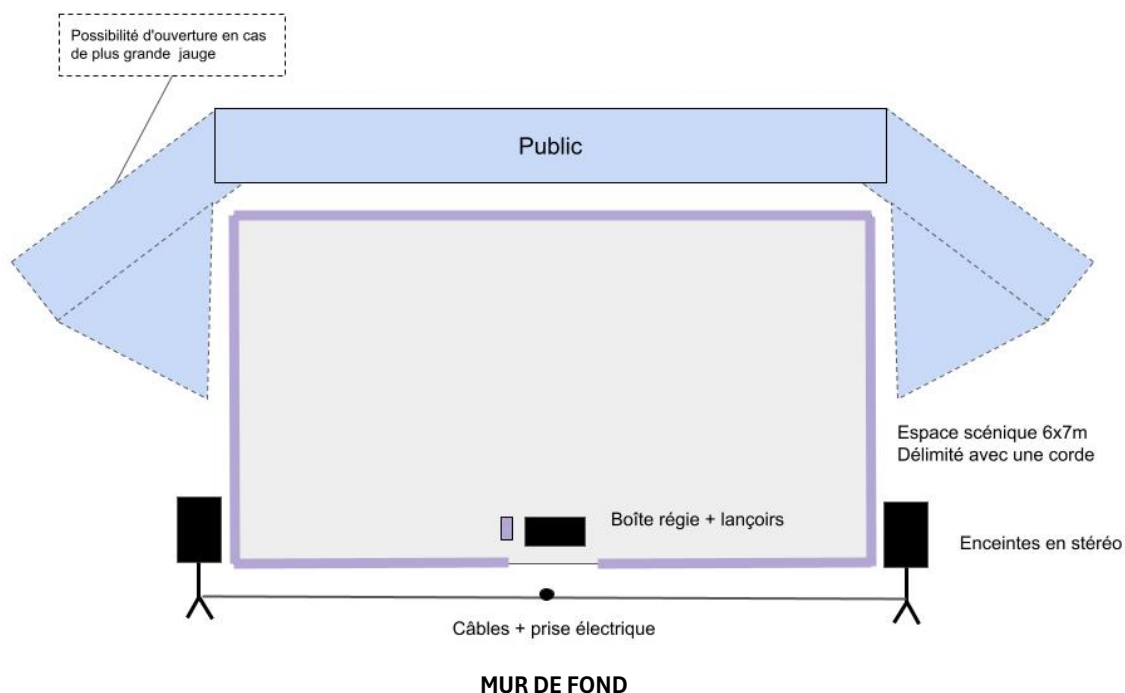 Possibilité d'ouverture en cas
de plus grande jauge
Public
Espace scénique 6x7m
Délimité avec une corde
Boîte régie + lançoirs
Enceintes en stéréo
Câbles + prise électrique
MUR DE FOND